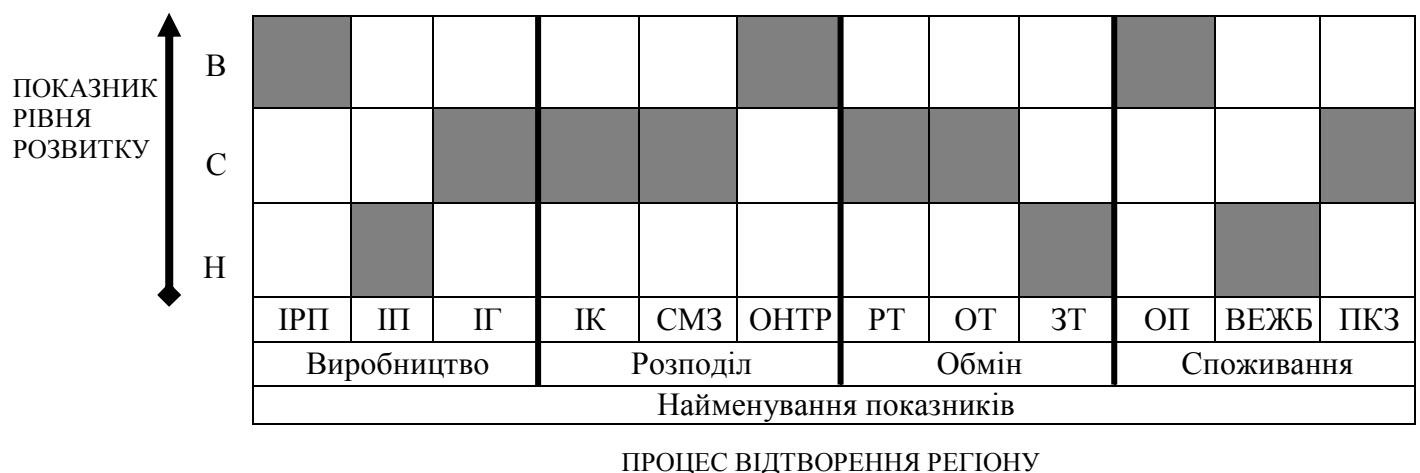 ПОКАЗНИК
РІВНЯ
РОЗВИТКУ
В
С
Н
ІРП ІП ІГ ІК СМЗ ОНТР РТ ОТ ЗТ ОП ВЕЖБ ПКЗ
Виробництво Розподіл Обмін Споживання
Найменування показників
ПРОЦЕС ВІДТВОРЕННЯ РЕГІОНУ